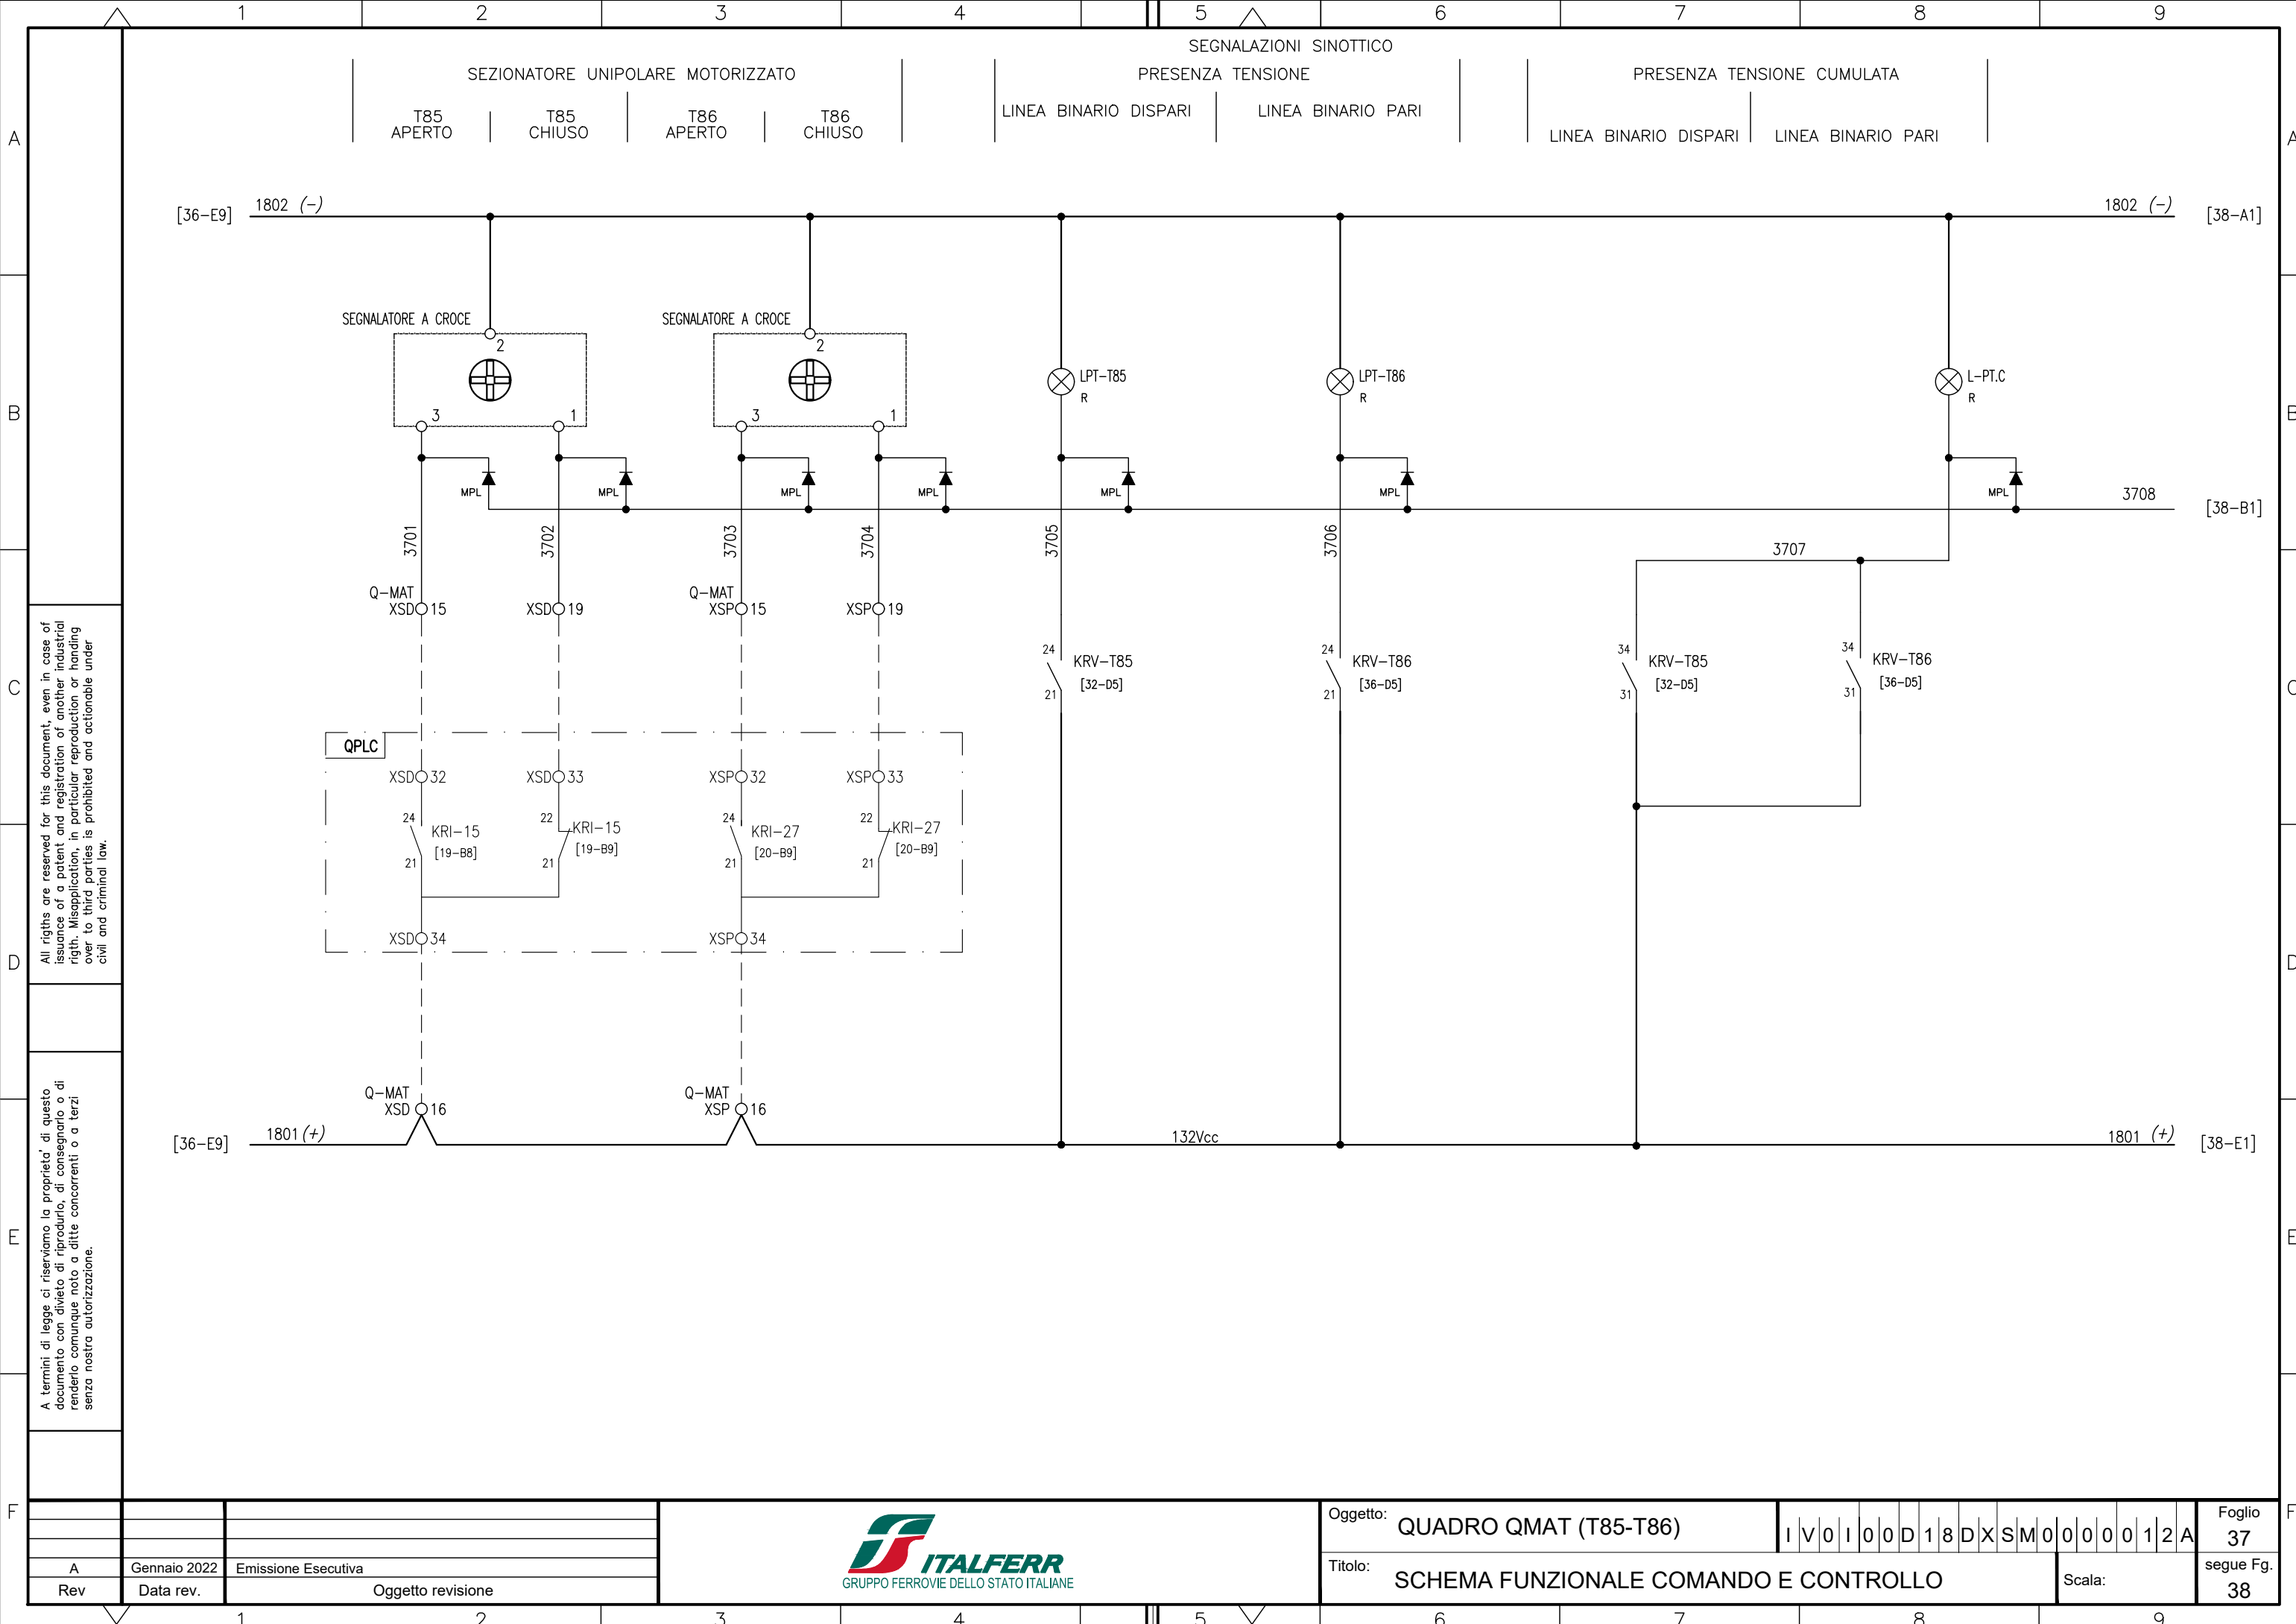 1 2 3 4 5 6 7 8 9
SEGNALAZIONI SINOTTICO
SEZIONATORE UNIPOLARE MOTORIZZATO
PRESENZA TENSIONE
PRESENZA TENSIONE CUMULATA
T85 APERTO
T85 CHIUSO
T86 APERTO
T86 CHIUSO
LINEA BINARIO DISPARI
LINEA BINARIO PARI
LINEA BINARIO DISPARI
LINEA BINARIO PARI
A A
[36-E9] 1802 (-)
1802 (-) [38-A1]
SEGNALATORE A CROCE
2
3 1
SEGNALATORE A CROCE
2
3 1
LPT-T85
R
LPT-T86
R
L-PT.C
R
B B
MPL MPL MPL MPL MPL MPL MPL
3708 [38-B1]
3701
3702
3703
3704
3705
3706
3707
Q-MAT
XSD 15
XSD 19
Q-MAT
XSP 15
XSP 19
24
KRV-T85
[32-D5]
21
24
KRV-T86
[36-D5]
21
34
KRV-T85
[32-D5]
31
34
KRV-T86
[36-D5]
31
C C
QPLC
XSD 32
XSD 33
XSP 32
XSP 33
24
KRI-15
[19-B8]
21
22
KRI-15
[19-B9]
21
24
KRI-27
[20-B9]
21
22
KRI-27
[20-B9]
21
XSD 34
XSP 34
D D
Q-MAT
XSD 16
Q-MAT
XSP 16
[36-E9] 1801 (+)
132Vcc
1801 (+) [38-E1]
E E
All rigths are reserved for this document, even in case of
issuance of a patent and registration of another industrial
rigth. Misapplication, in particular reproduction or handing
over to third parties is prohibited and actionable under
civil and criminal law.
A termini di legge ci riserviamo la proprieta' di questo
documento con divieto di riprodurlo, di consegnarlo o di
renderlo comunque noto a ditte concorrenti o a terzi
senza nostra autorizzazione.
F F
A Gennaio 2022 Emissione Esecutiva
Rev Data rev. Oggetto revisione
ITALFERR
GRUPPO FERROVIE DELLO STATO ITALIANE
Oggetto: QUADRO QMAT (T85-T86)
I V 0 I 0 0 D 1 8 D X S M 0 0 0 0 0 1 2 A
Foglio
37
Titolo: SCHEMA FUNZIONALE COMANDO E CONTROLLO
Scala:
segue Fg.
38
1 2 3 4 5 6 7 8 9